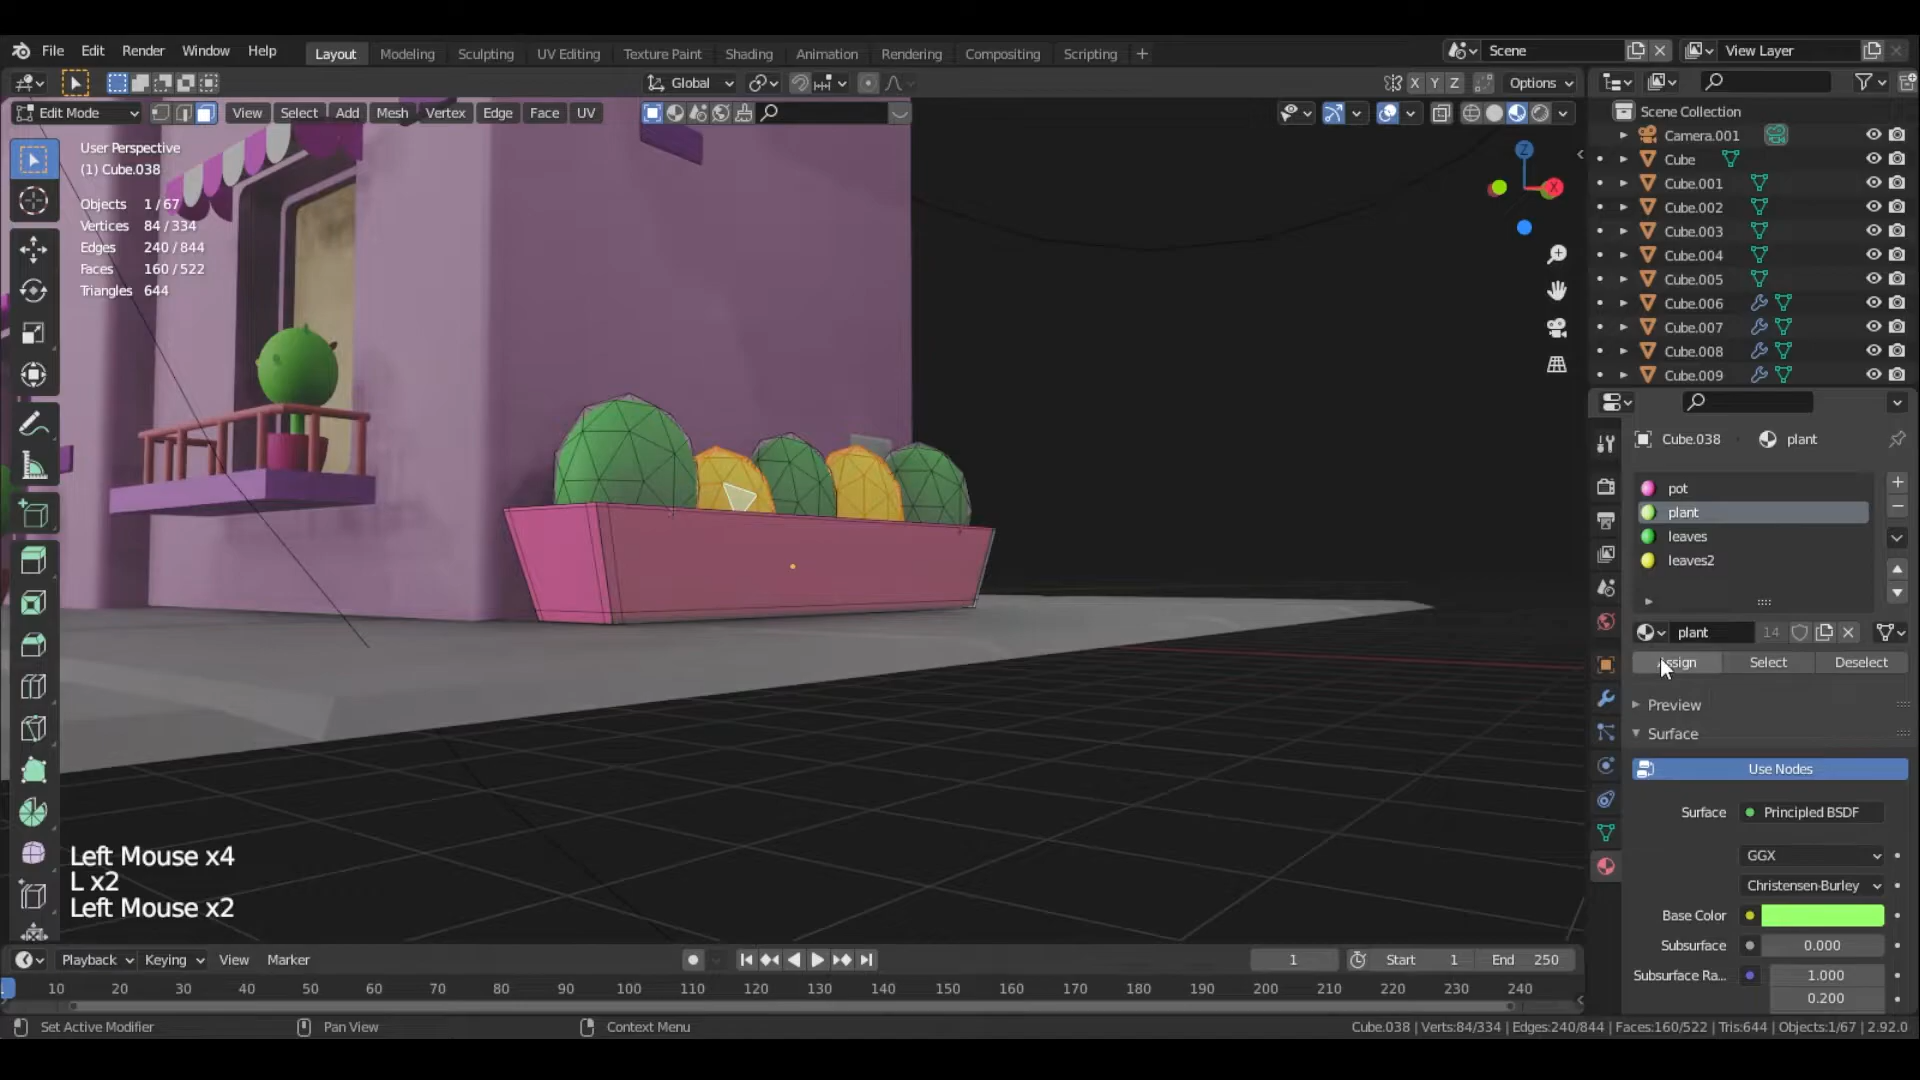 File Edit Render Window Help Layout Modeling Sculpting UV Editing Texture Paint Shading Animation Rendering Compositing Scripting + Scene View Layer
Global X Y Z Options
Edit Mode View Select Add Mesh Vertex Edge Face UV
Scene Collection
User Perspective
(1) Cube.038
Objects 1 / 67
Vertices 84 / 334
Edges 240 / 844
Faces 160 / 522
Triangles 644
Z
X
Camera.001
Cube
Cube.001
Cube.002
Cube.003
Cube.004
Cube.005
Cube.006
Cube.007
Cube.008
Cube.009
Cube.038 plant
pot
plant
leaves
leaves2
plant 14
Select Deselect
Preview
Surface
Use Nodes
Surface Principled BSDF
GGX
Christensen-Burley
Base Color
Subsurface 0.000
Subsurface Ra... 1.000
0.200
Left Mouse x4
L x2
Left Mouse x2
Playback Keying View Marker 1 Start 1 End 250
10 20 30 40 50 60 70 80 90 100 110 120 130 140 150 160 170 180 190 200 210 220 230 240
Set Active Modifier Pan View Context Menu Cube.038 | Verts:84/334 | Edges:240/844 | Faces:160/522 | Tris:644 | Objects:1/67 | 2.92.0